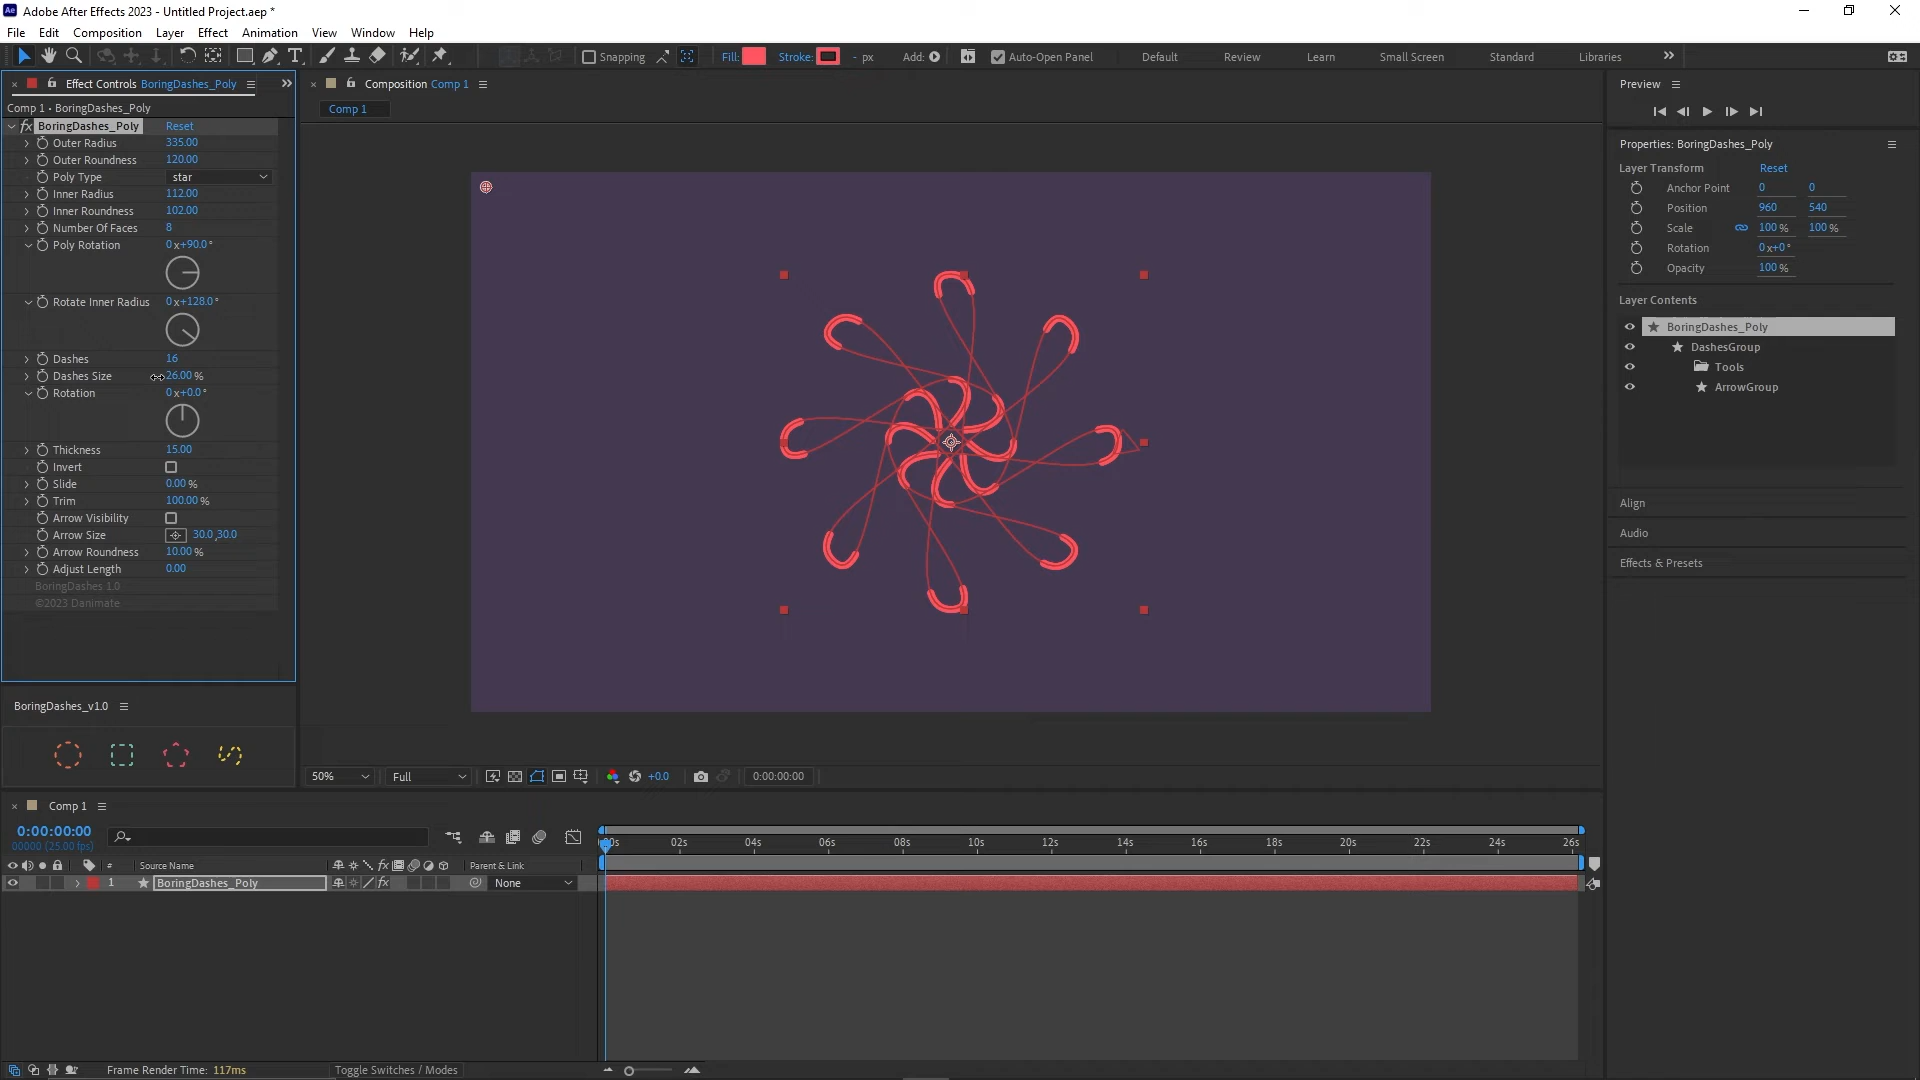 Adobe After Effects 2023 - Untitled Project.aep *
File Edit Composition Layer Effect Animation View Window Help
Snapping Fill: Stroke: - px Add: Auto-Open Panel Default Review Learn Small Screen Standard Libraries
Effect Controls BoringDashes_Poly
Comp 1 • BoringDashes_Poly
fx BoringDashes_Poly Reset
Outer Radius 335.00
Outer Roundness 120.00
Poly Type star
Inner Radius 112.00
Inner Roundness 102.00
Number Of Faces 8
Poly Rotation 0 x+90.0 °
Rotate Inner Radius 0 x+128.0 °
Dashes 16
Dashes Size 26.00 %
Rotation 0 x+0.0 °
Thickness 15.00
Invert
Slide 0.00 %
Trim 100.00 %
Arrow Visibility
Arrow Size 30.0,30.0
Arrow Roundness 10.00 %
Adjust Length 0.00
BoringDashes 1.0
©2023 Danimate
BoringDashes_v1.0
Composition Comp 1
Comp 1
50% Full +0.0 0:00:00:00
Preview
Properties: BoringDashes_Poly
Layer Transform Reset
Anchor Point 0 0
Position 960 540
Scale 100 % 100 %
Rotation 0 x+0 °
Opacity 100 %
Layer Contents
BoringDashes_Poly
DashesGroup
Tools
ArrowGroup
Align
Audio
Effects & Presets
Comp 1
0:00:00:00
00000 (25.00 fps)
02s 04s 06s 08s 10s 12s 14s 16s 18s 20s 22s 24s 26s
# Source Name fx Parent & Link
1 BoringDashes_Poly fx None
Frame Render Time: 117ms Toggle Switches / Modes